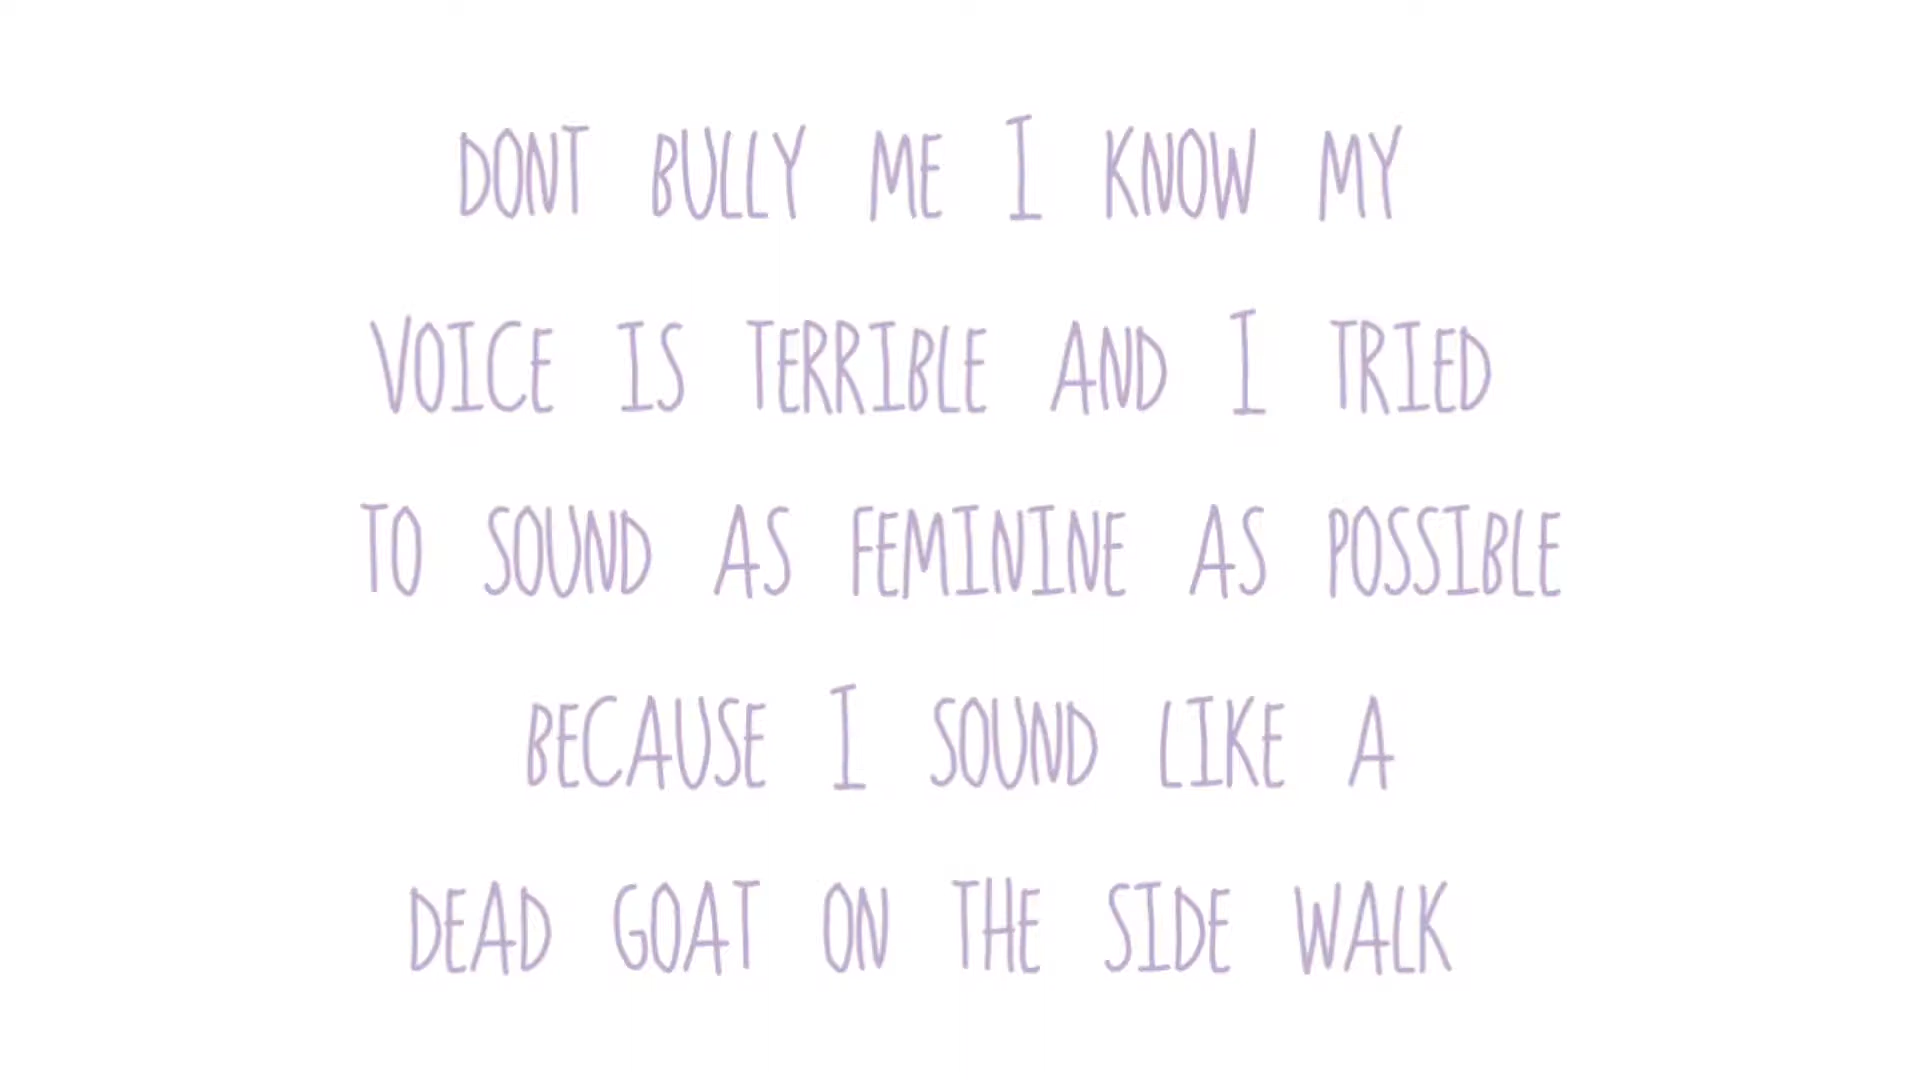 DONT BULLY ME I KNOW MY
VOICE IS TERRIBLE AND I TRIED
TO SOUND AS FEMININE AS POSSIBLE
BECAUSE I SOUND LIKE A
DEAD GOAT ON THE SIDE WALK